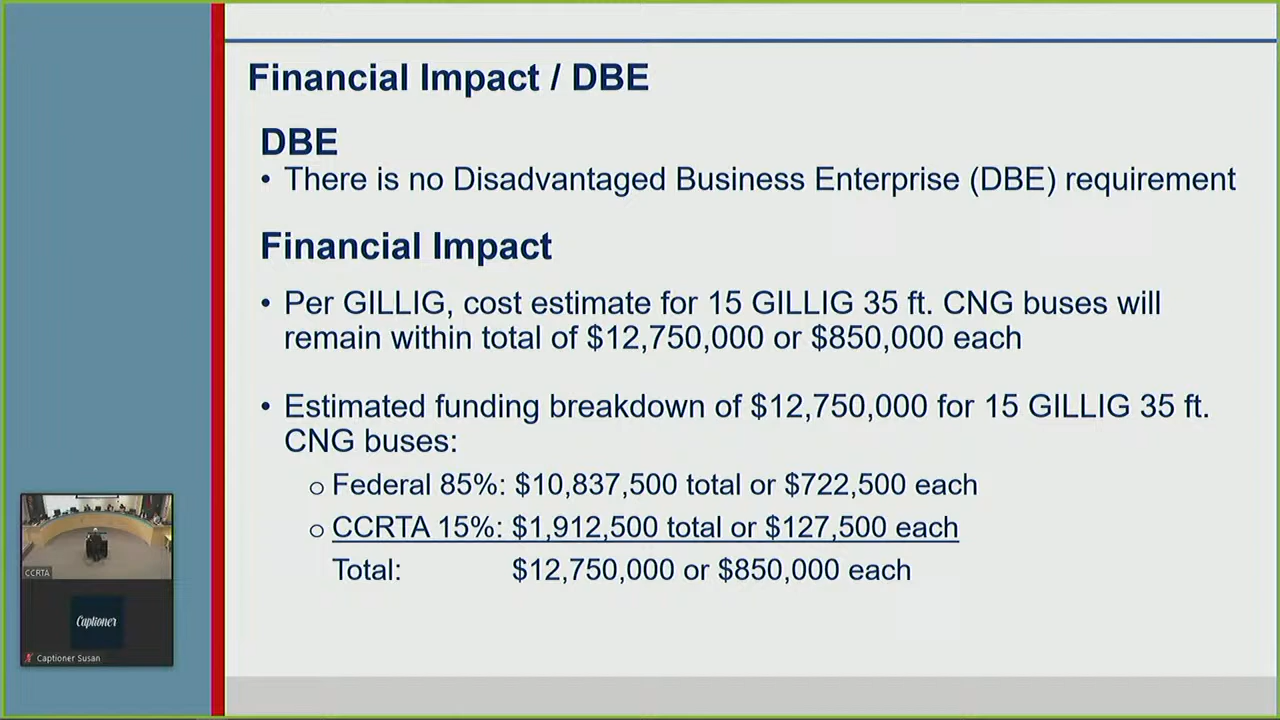 Financial Impact / DBE
DBE
• There is no Disadvantaged Business Enterprise (DBE) requirement
Financial Impact
• Per GILLIG, cost estimate for 15 GILLIG 35 ft. CNG buses will
remain within total of $12,750,000 or $850,000 each
• Estimated funding breakdown of $12,750,000 for 15 GILLIG 35 ft.
CNG buses:
o Federal 85%: $10,837,500 total or $722,500 each
o CCRTA 15%: $1,912,500 total or $127,500 each
Total: $12,750,000 or $850,000 each
CCRTA
Captioner
Captioner Susan